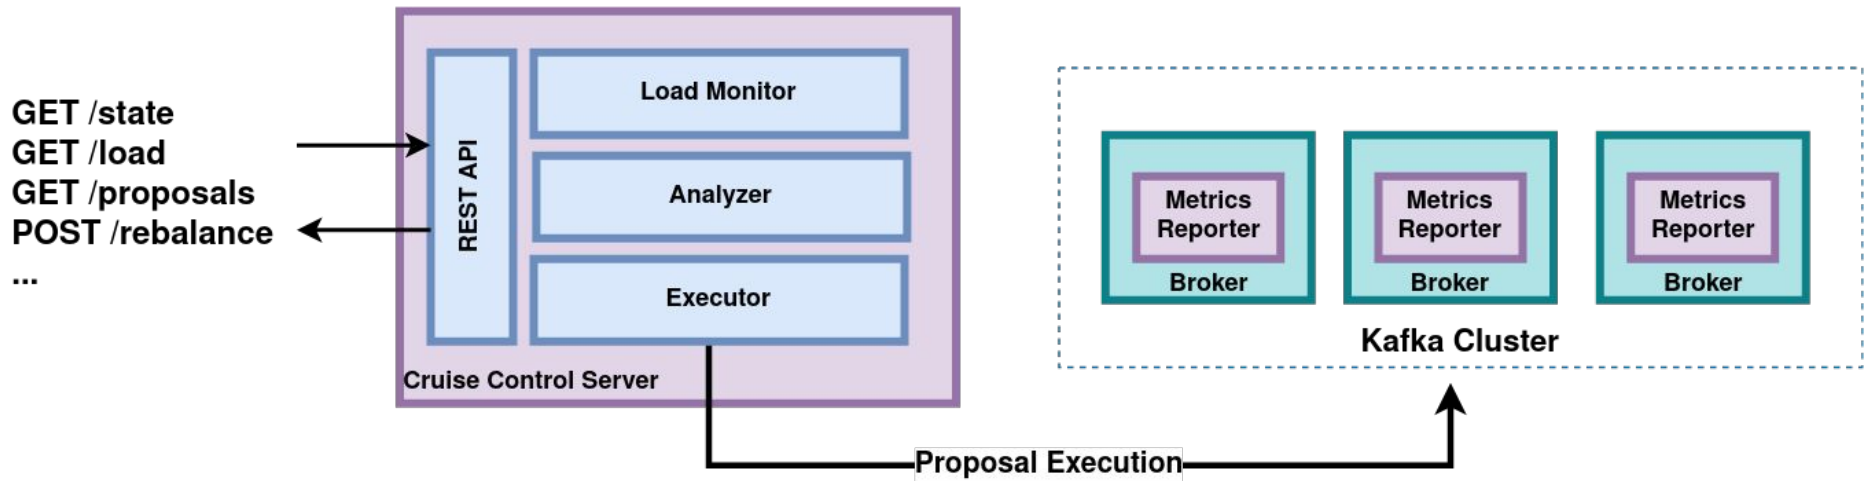 GET /state
GET /load
GET /proposals
POST /rebalance
...
REST API
Load Monitor
Analyzer
Executor
Cruise Control Server
Metrics
Reporter
Broker
Metrics
Reporter
Broker
Metrics
Reporter
Broker
Kafka Cluster
Proposal Execution